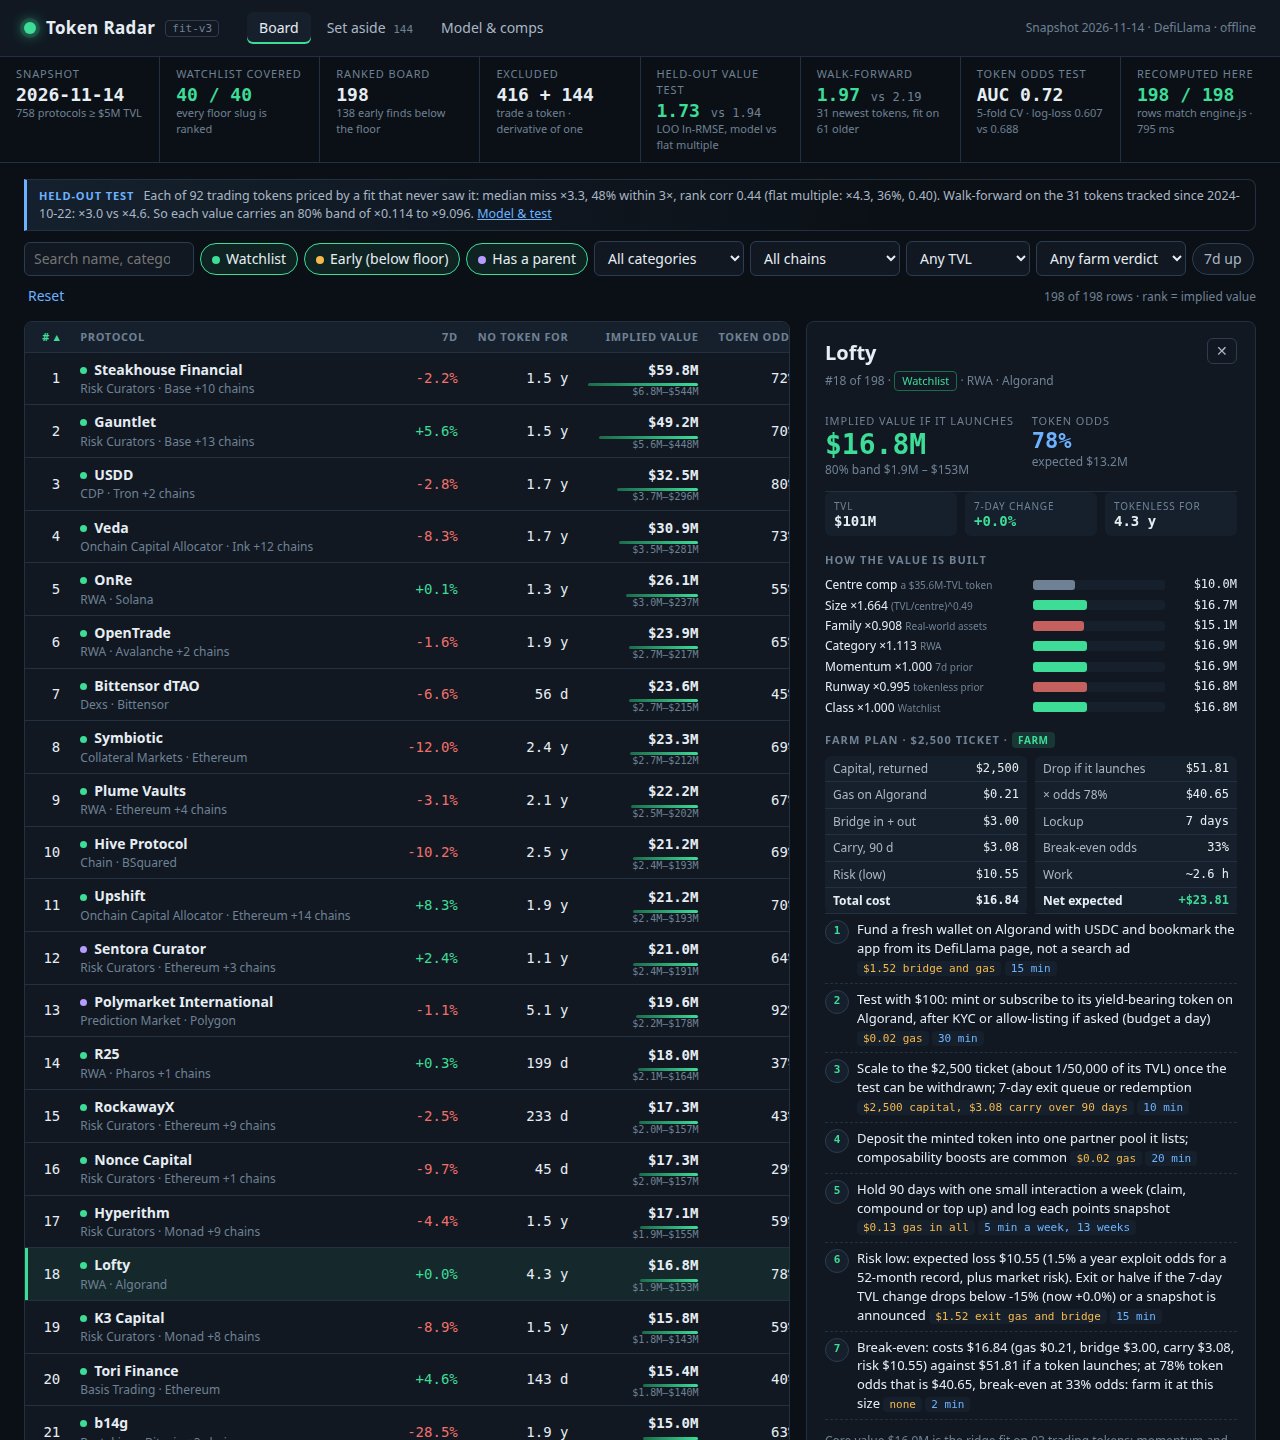 Token Radar fit-v3 Board Set aside 144 Model & comps Snapshot 2026-11-14 · DefiLlama · offline
SNAPSHOT
2026-11-14
758 protocols ≥ $5M TVL
WATCHLIST COVERED
40 / 40
every floor slug is
ranked
RANKED BOARD
198
138 early finds below
the floor
EXCLUDED
416 + 144
trade a token ·
derivative of one
HELD-OUT VALUE
TEST
1.73 vs 1.94
LOO ln-RMSE, model vs
flat multiple
WALK-FORWARD
1.97 vs 2.19
31 newest tokens, fit on
61 older
TOKEN ODDS TEST
AUC 0.72
5-fold CV · log-loss 0.607
vs 0.688
RECOMPUTED HERE
198 / 198
rows match engine.js ·
795 ms
HELD-OUT TEST Each of 92 trading tokens priced by a fit that never saw it: median miss ×3.3, 48% within 3×, rank corr 0.44 (flat multiple: ×4.3, 36%, 0.40). Walk-forward on the 31 tokens tracked since 2024-
10-22: ×3.0 vs ×4.6. So each value carries an 80% band of ×0.114 to ×9.096. Model & test
Search name, catego Watchlist Early (below floor) Has a parent All categories All chains Any TVL Any farm verdict 7d up
Reset 198 of 198 rows · rank = implied value
# ▲ PROTOCOL 7D NO TOKEN FOR IMPLIED VALUE TOKEN ODD
1 Steakhouse Financial -2.2% 1.5 y $59.8M 72%
Risk Curators · Base +10 chains $6.8M–$544M
2 Gauntlet +5.6% 1.5 y $49.2M 70%
Risk Curators · Base +13 chains $5.6M–$448M
3 USDD -2.8% 1.7 y $32.5M 80%
CDP · Tron +2 chains $3.7M–$296M
4 Veda -8.3% 1.7 y $30.9M 73%
Onchain Capital Allocator · Ink +12 chains $3.5M–$281M
5 OnRe +0.1% 1.3 y $26.1M 55%
RWA · Solana $3.0M–$237M
6 OpenTrade -1.6% 1.9 y $23.9M 65%
RWA · Avalanche +2 chains $2.7M–$217M
7 Bittensor dTAO -6.6% 56 d $23.6M 45%
Dexs · Bittensor $2.7M–$215M
8 Symbiotic -12.0% 2.4 y $23.3M 69%
Collateral Markets · Ethereum $2.7M–$212M
9 Plume Vaults -3.1% 2.1 y $22.2M 67%
RWA · Ethereum +4 chains $2.5M–$202M
10 Hive Protocol -10.2% 2.5 y $21.2M 69%
Chain · BSquared $2.4M–$193M
11 Upshift +8.3% 1.9 y $21.2M 70%
Onchain Capital Allocator · Ethereum +14 chains $2.4M–$193M
12 Sentora Curator +2.4% 1.1 y $21.0M 64%
Risk Curators · Ethereum +3 chains $2.4M–$191M
13 Polymarket International -1.1% 5.1 y $19.6M 92%
Prediction Market · Polygon $2.2M–$178M
14 R25 +0.3% 199 d $18.0M 37%
RWA · Pharos +1 chains $2.1M–$164M
15 RockawayX -2.5% 233 d $17.3M 43%
Risk Curators · Ethereum +9 chains $2.0M–$157M
16 Nonce Capital -9.7% 45 d $17.3M 29%
Risk Curators · Ethereum +1 chains $2.0M–$157M
17 Hyperithm -4.4% 1.5 y $17.1M 59%
Risk Curators · Monad +9 chains $1.9M–$155M
18 Lofty +0.0% 4.3 y $16.8M 78%
RWA · Algorand $1.9M–$153M
19 K3 Capital -8.9% 1.5 y $15.8M 59%
Risk Curators · Monad +8 chains $1.8M–$143M
20 Tori Finance +4.6% 143 d $15.4M 40%
Basis Trading · Ethereum $1.8M–$140M
21 b14g -28.5% 1.9 y $15.0M 63%
Lofty ✕
#18 of 198 · Watchlist · RWA · Algorand
IMPLIED VALUE IF IT LAUNCHES TOKEN ODDS
$16.8M 78%
80% band $1.9M – $153M expected $13.2M
TVL 7-DAY CHANGE TOKENLESS FOR
$101M +0.0% 4.3 y
HOW THE VALUE IS BUILT
Centre comp a $35.6M-TVL token $10.0M
Size ×1.664 (TVL/centre)^0.49 $16.7M
Family ×0.908 Real-world assets $15.1M
Category ×1.113 RWA $16.9M
Momentum ×1.000 7d prior $16.9M
Runway ×0.995 tokenless prior $16.8M
Class ×1.000 Watchlist $16.8M
FARM PLAN · $2,500 TICKET · FARM
Capital, returned $2,500 Drop if it launches $51.81
Gas on Algorand $0.21 × odds 78% $40.65
Bridge in + out $3.00 Lockup 7 days
Carry, 90 d $3.08 Break-even odds 33%
Risk (low) $10.55 Work ~2.6 h
Total cost $16.84 Net expected +$23.81
1 Fund a fresh wallet on Algorand with USDC and bookmark the
app from its DefiLlama page, not a search ad
$1.52 bridge and gas 15 min
2 Test with $100: mint or subscribe to its yield-bearing token on
Algorand, after KYC or allow-listing if asked (budget a day)
$0.02 gas 30 min
3 Scale to the $2,500 ticket (about 1/50,000 of its TVL) once the
test can be withdrawn; 7-day exit queue or redemption
$2,500 capital, $3.08 carry over 90 days 10 min
4 Deposit the minted token into one partner pool it lists;
composability boosts are common $0.02 gas 20 min
5 Hold 90 days with one small interaction a week (claim,
compound or top up) and log each points snapshot
$0.13 gas in all 5 min a week, 13 weeks
6 Risk low: expected loss $10.55 (1.5% a year exploit odds for a
52-month record, plus market risk). Exit or halve if the 7-day
TVL change drops below -15% (now +0.0%) or a snapshot is
announced $1.52 exit gas and bridge 15 min
7 Break-even: costs $16.84 (gas $0.21, bridge $3.00, carry $3.08,
risk $10.55) against $51.81 if a token launches; at 78% token
odds that is $40.65, break-even at 33% odds: farm it at this
size none 2 min